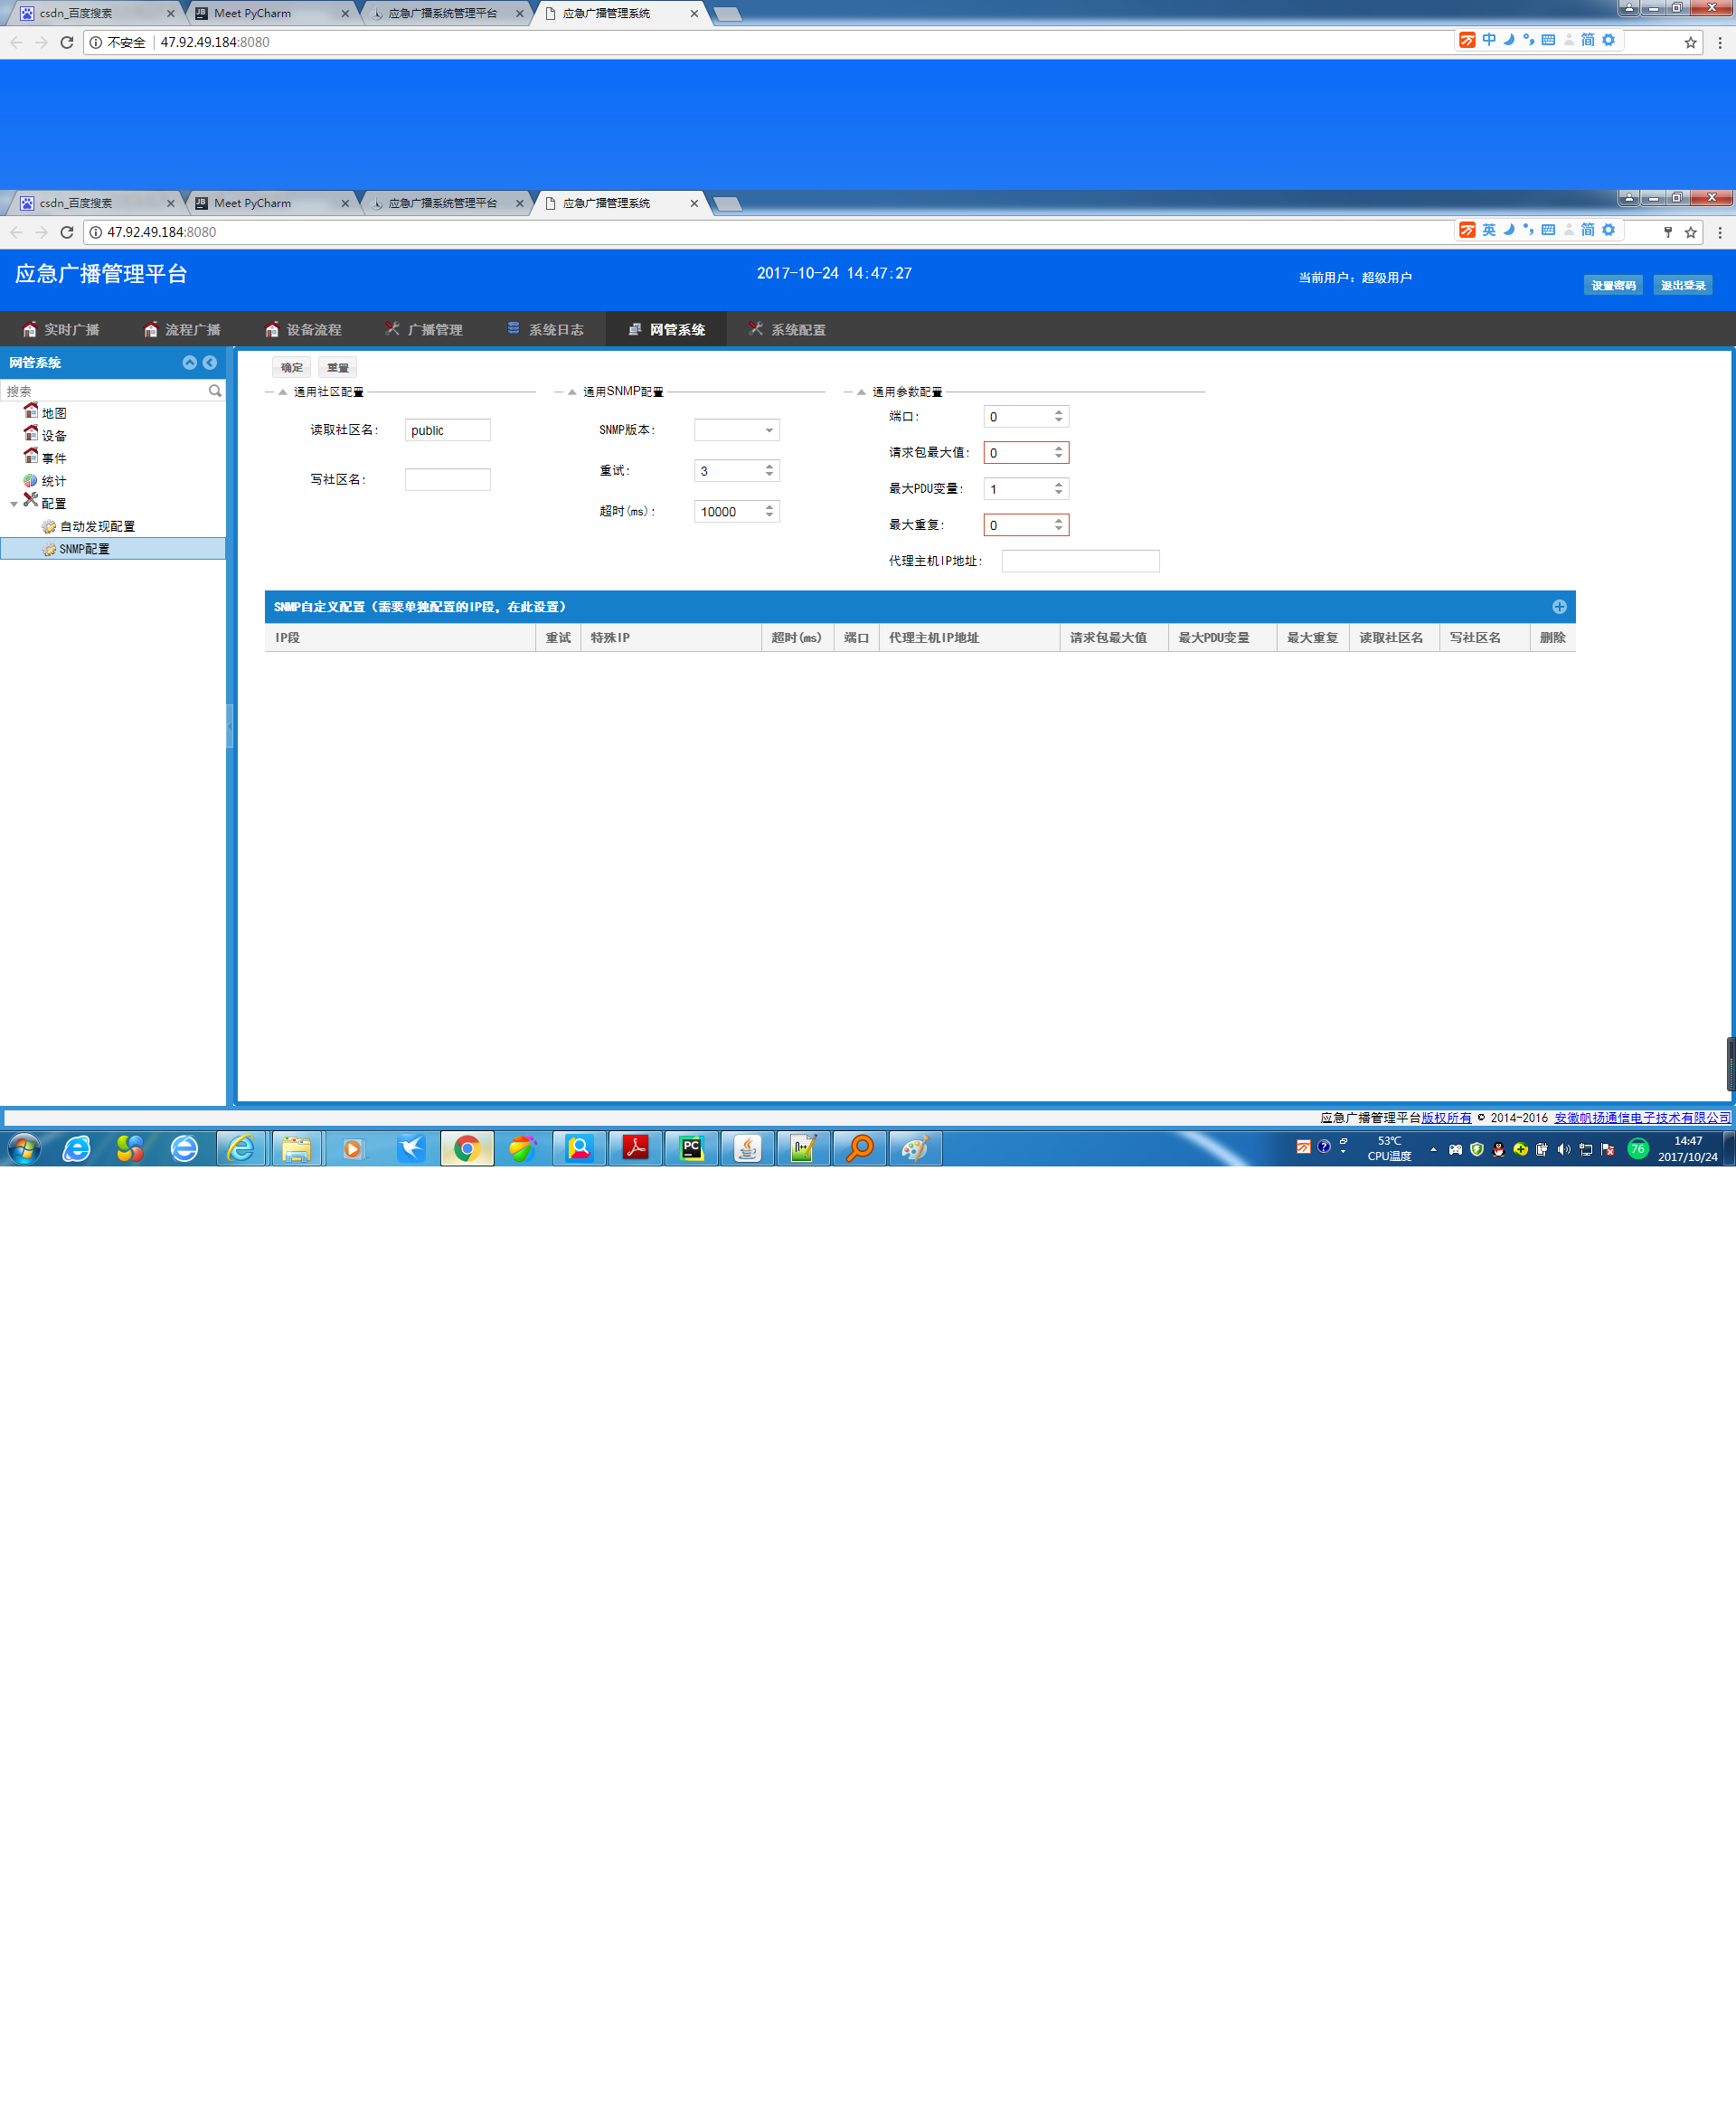 csdn_百度搜索 Meet PyCharm 应急广播系统管理平台 应急广播管理系统
不安全 47.92.49.184:8080 中 简
csdn_百度搜索 Meet PyCharm 应急广播系统管理平台 应急广播管理系统
47.92.49.184:8080 英 简
应急广播管理平台 2017-10-24 14:47:27 当前用户：超级用户 设置密码 退出登录
实时广播 流程广播 设备流程 广播管理 系统日志 网管系统 系统配置
网管系统
搜索
地图
设备
事件
统计
配置
自动发现配置
SNMP配置
确定 重置
通用社区配置 通用SNMP配置 通用参数配置
端口： 0
读取社区名： public SNMP版本：
请求包最大值： 0
重试： 3
写社区名： 最大PDU变量： 1
超时(ms)： 10000
最大重复： 0
代理主机IP地址：
SNMP自定义配置（需要单独配置的IP段，在此设置）
IP段 重试 特殊IP 超时(ms) 端口 代理主机IP地址 请求包最大值 最大PDU变量 最大重复 读取社区名 写社区名 删除
应急广播管理平台版权所有 © 2014-2016 安徽帆扬通信电子技术有限公司
53℃ 14:47
CPU温度 76 2017/10/24